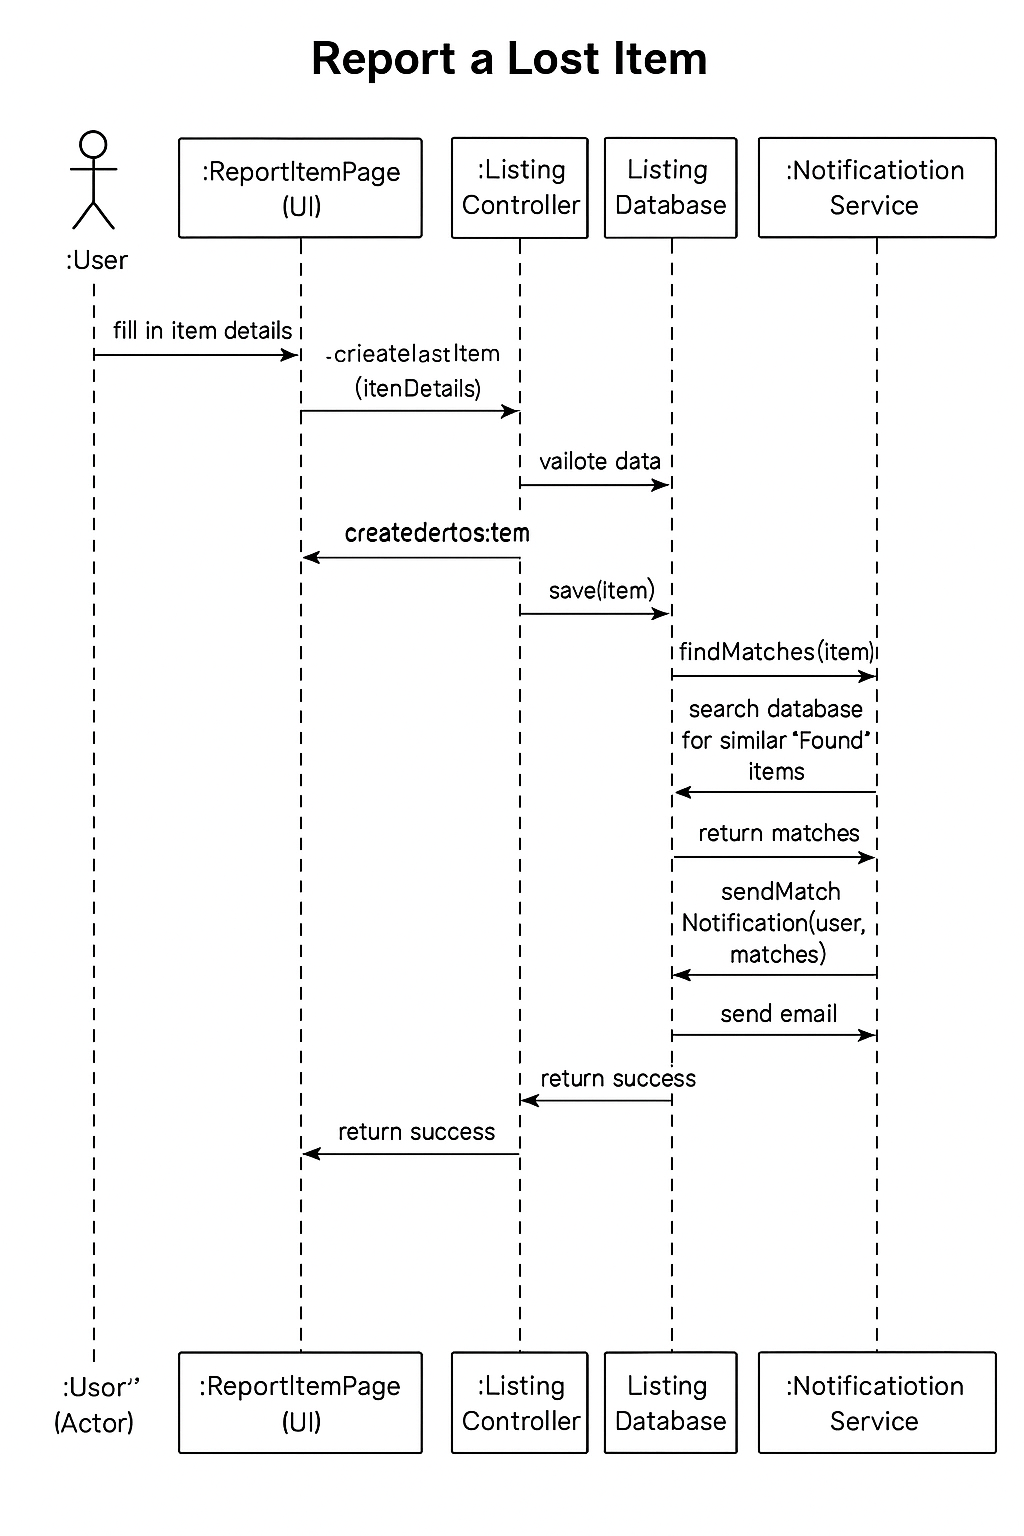 Report a Lost Item
:User
:ReportItemPage
(UI)
:Listing
Controller
Listing
Database
:Notificatiotion
Service
fill in item details
-crieatelastItem
(itenDetails)
vailote data
createdertos:tem
save(item)
findMatches(item)
search database
for similar "Found"
items
return matches
sendMatch
Notification(user,
matches)
send email
return success
return success
:Usor”
(Actor)
:ReportItemPage
(UI)
:Listing
Controller
Listing
Database
:Notificatiotion
Service